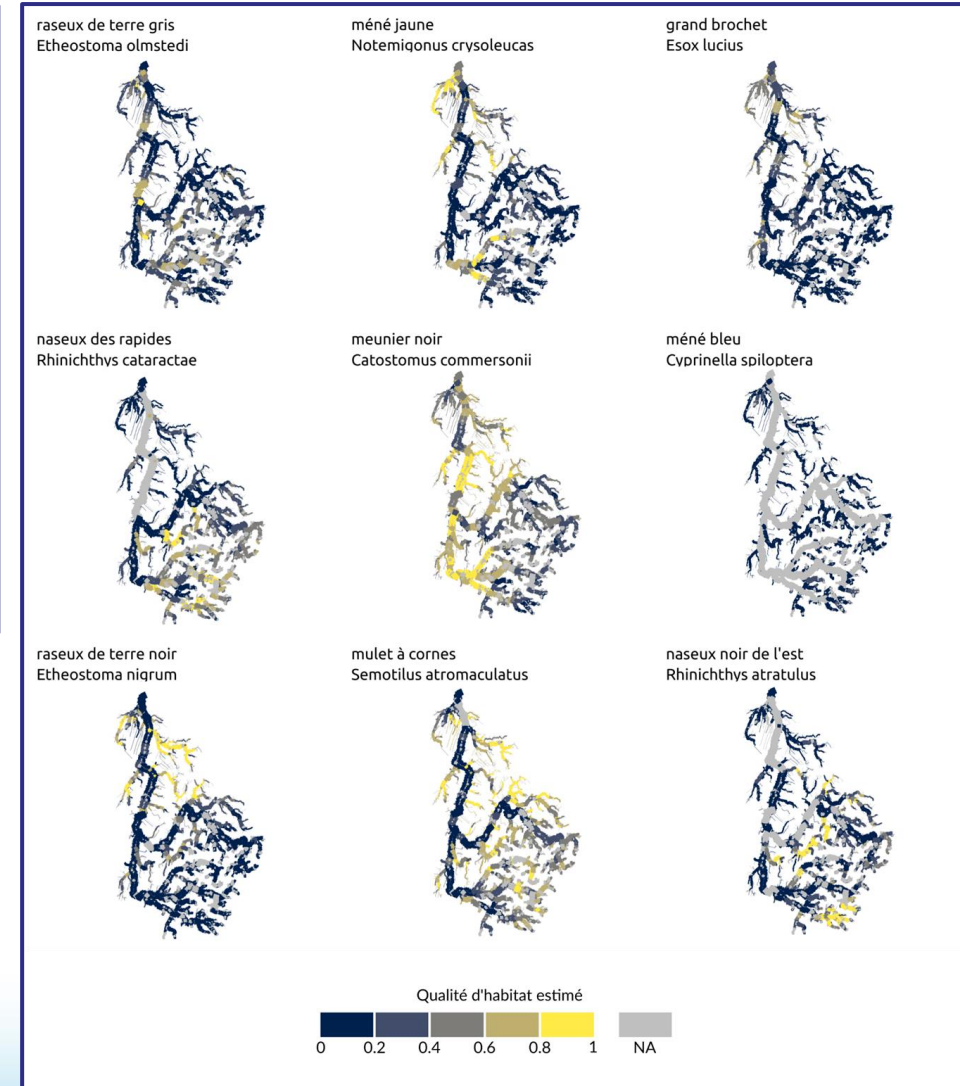 raseux de terre gris
Etheostoma olmstedi
méné jaune
Notemigonus crysoleucas
grand brochet
Esox lucius
naseux des rapides
Rhinichthys cataractae
meunier noir
Catostomus commersonii
méné bleu
Cyprinella spiloptera
raseux de terre noir
Etheostoma nigrum
mulet à cornes
Semotilus atromaculatus
naseux noir de l'est
Rhinichthys atratulus
Qualité d'habitat estimé
0 0.2 0.4 0.6 0.8 1 NA